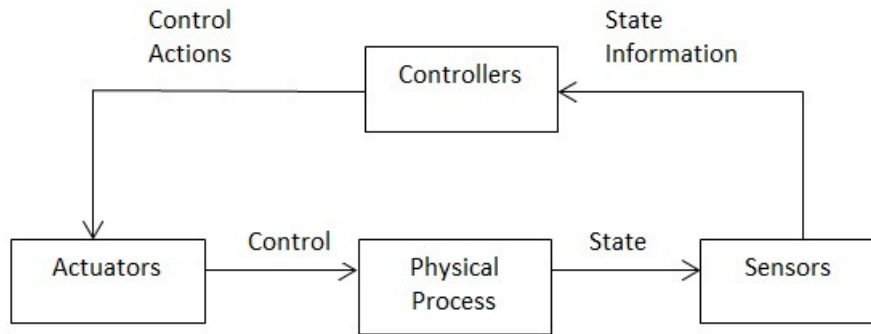 Control
Actions
State
Information
Controllers
Actuators
Control
Physical
Process
State
Sensors